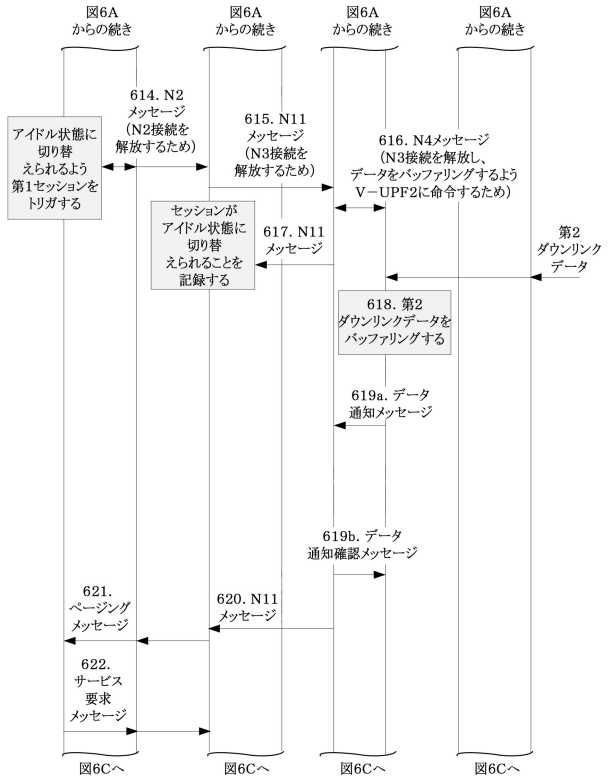 図6A
からの続き
図6A
からの続き
図6A
からの続き
図6A
からの続き
614. N2
メッセージ
(N2接続を
解放するため)
アイドル状態に
切り替
えられるよう
第1セッションを
トリガする
615. N11
メッセージ
(N3接続を
解放するため)
616. N4メッセージ
(N3接続を解放し、
データをバッファリングするよう
V-UPF2に命令するため)
セッションが
アイドル状態に
切り替
えられることを
記録する
617. N11
メッセージ
第2
ダウンリンク
データ
618. 第2
ダウンリンクデータを
バッファリングする
619a. データ
通知メッセージ
619b. データ
通知確認メッセージ
620. N11
メッセージ
621.
ページング
メッセージ
622.
サービス
要求
メッセージ
図6Cへ
図6Cへ
図6Cへ
図6Cへ